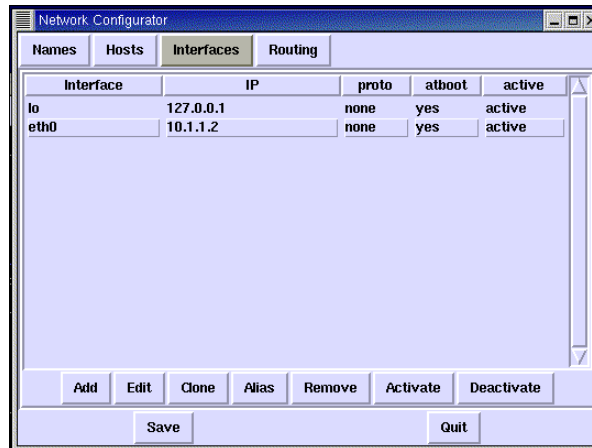 Network Configurator
Names Hosts Interfaces Routing
Interface IP proto atboot active
lo 127.0.0.1 none yes active
eth0 10.1.1.2 none yes active
Add Edit Clone Alias Remove Activate Deactivate
Save Quit